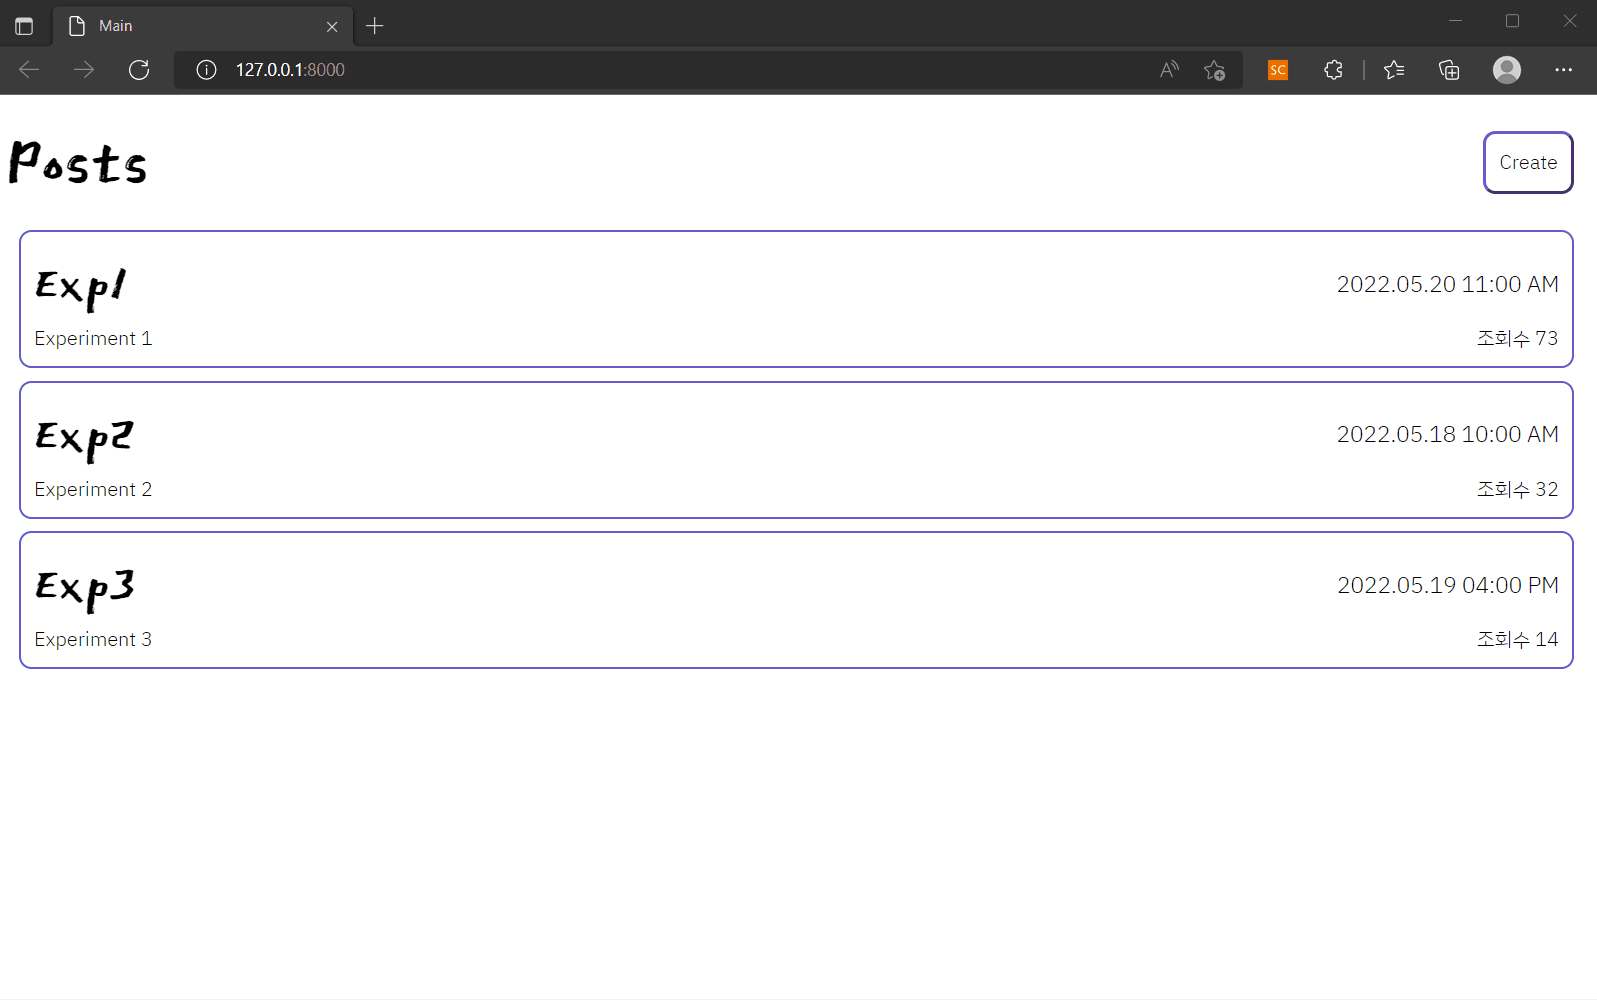 Main
127.0.0.1:8000
SC
Posts
Create
Exp1
2022.05.20 11:00 AM
Experiment 1
조회수 73
Exp2
2022.05.18 10:00 AM
Experiment 2
조회수 32
Exp3
2022.05.19 04:00 PM
Experiment 3
조회수 14